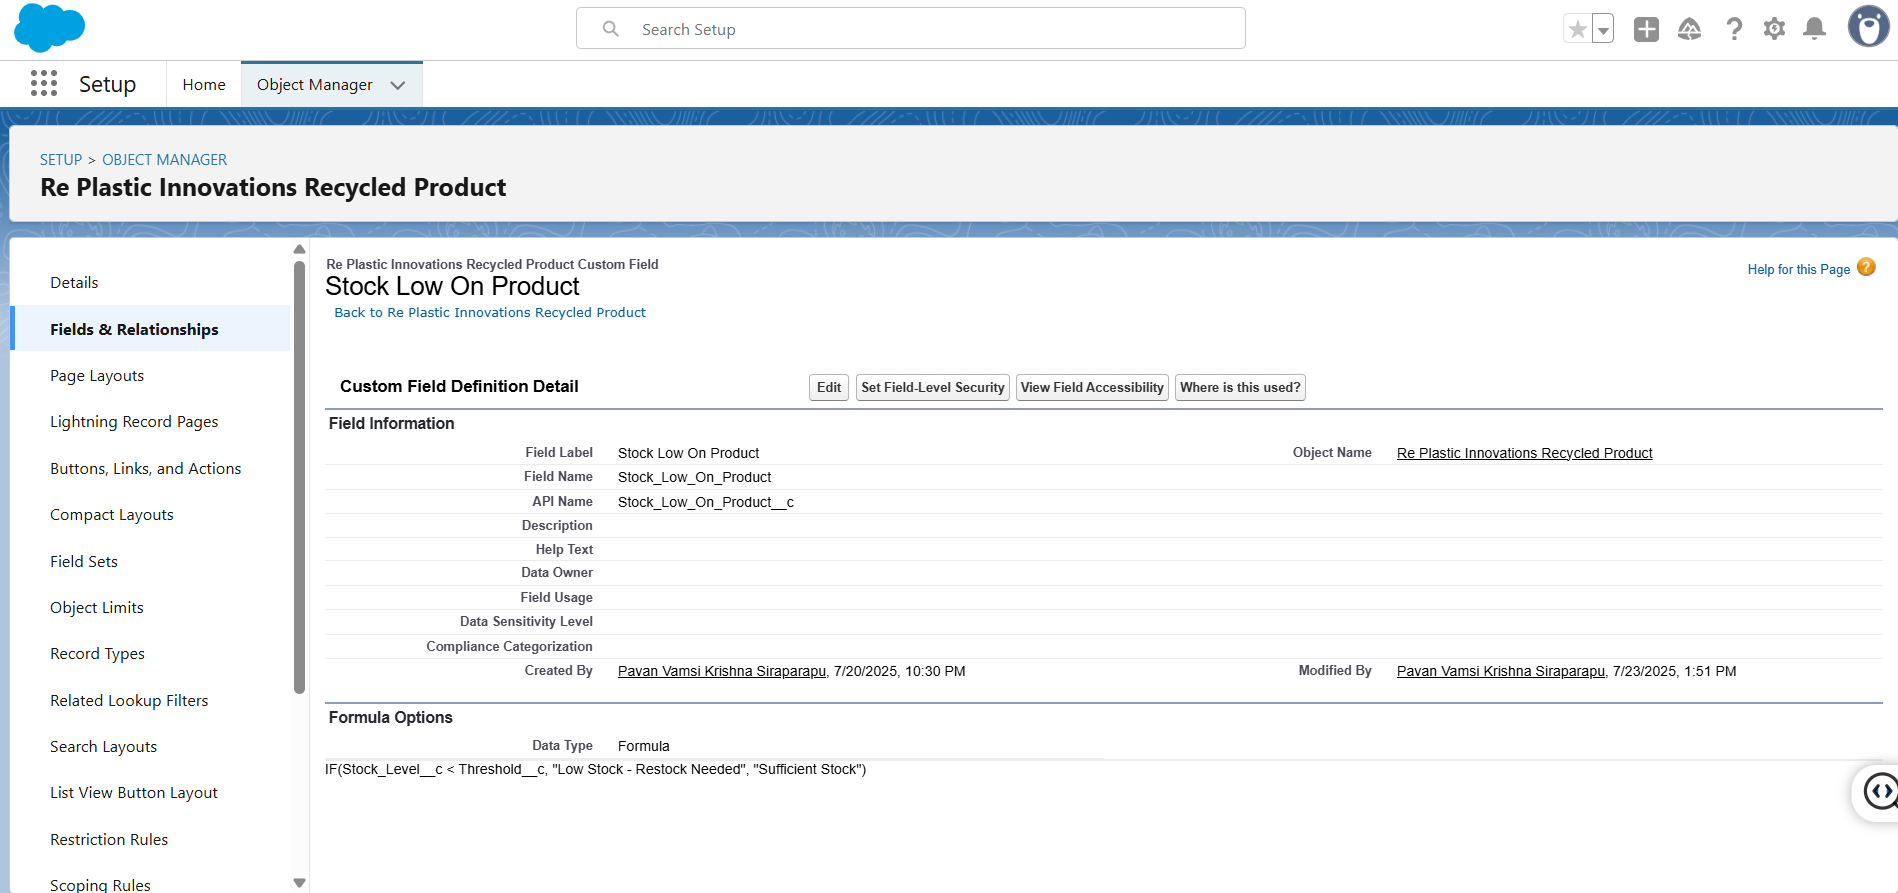 Search Setup
Setup
Home
Object Manager
SETUP > OBJECT MANAGER
Re Plastic Innovations Recycled Product
Details
Fields & Relationships
Page Layouts
Lightning Record Pages
Buttons, Links, and Actions
Compact Layouts
Field Sets
Object Limits
Record Types
Related Lookup Filters
Search Layouts
List View Button Layout
Restriction Rules
Scoping Rules
Re Plastic Innovations Recycled Product Custom Field
Stock Low On Product
Back to Re Plastic Innovations Recycled Product
Help for this Page ?
Custom Field Definition Detail
Edit
Set Field-Level Security
View Field Accessibility
Where is this used?
Field Information
Field Label Stock Low On Product
Object Name Re Plastic Innovations Recycled Product
Field Name Stock_Low_On_Product
API Name Stock_Low_On_Product__c
Description
Help Text
Data Owner
Field Usage
Data Sensitivity Level
Compliance Categorization
Created By Pavan Vamsi Krishna Siraparapu, 7/20/2025, 10:30 PM
Modified By Pavan Vamsi Krishna Siraparapu, 7/23/2025, 1:51 PM
Formula Options
Data Type Formula
IF(Stock_Level__c < Threshold__c, "Low Stock - Restock Needed", "Sufficient Stock")